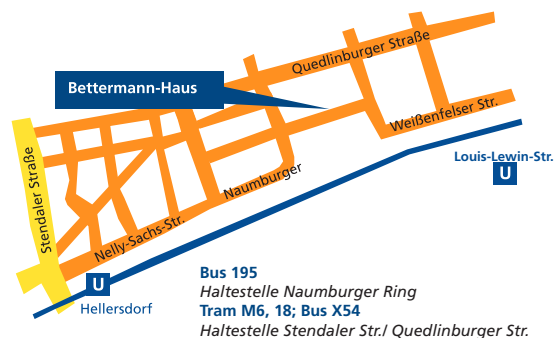 Quedlinburger Straße
Bettermann-Haus
Weißenfelser Str.
Stendaler Straße
Louis-Lewin-Str.
U
Naumburger
Nelly-Sachs-Str.
U
Hellersdorf
Bus 195
Haltestelle Naumburger Ring
Tram M6, 18; Bus X54
Haltestelle Stendaler Str./ Quedlinburger Str.